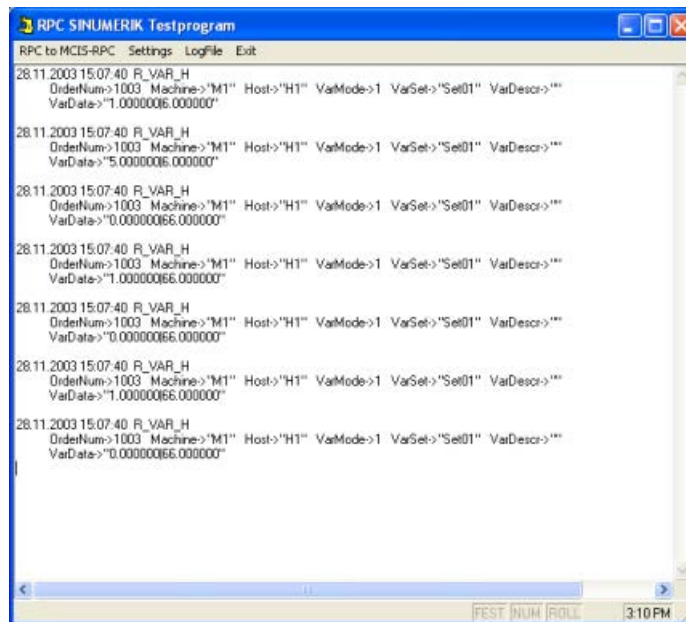 RPC SINUMERIK Testprogram
RPC to MCIS-RPC Settings LogFile Exit
28.11.2003 15:07:40 R_VAR_H
OrderNum->1003 Machine->"M1" Host->"H1" VarMode->1 VarSet->"Set01" VarDescr->""
VarData->"1.000000|6.000000"
28.11.2003 15:07:40 R_VAR_H
OrderNum->1003 Machine->"M1" Host->"H1" VarMode->1 VarSet->"Set01" VarDescr->""
VarData->"5.000000|6.000000"
28.11.2003 15:07:40 R_VAR_H
OrderNum->1003 Machine->"M1" Host->"H1" VarMode->1 VarSet->"Set01" VarDescr->""
VarData->"0.000000|66.000000"
28.11.2003 15:07:40 R_VAR_H
OrderNum->1003 Machine->"M1" Host->"H1" VarMode->1 VarSet->"Set01" VarDescr->""
VarData->"1.000000|66.000000"
28.11.2003 15:07:40 R_VAR_H
OrderNum->1003 Machine->"M1" Host->"H1" VarMode->1 VarSet->"Set01" VarDescr->""
VarData->"0.000000|66.000000"
28.11.2003 15:07:40 R_VAR_H
OrderNum->1003 Machine->"M1" Host->"H1" VarMode->1 VarSet->"Set01" VarDescr->""
VarData->"1.000000|66.000000"
28.11.2003 15:07:40 R_VAR_H
OrderNum->1003 Machine->"M1" Host->"H1" VarMode->1 VarSet->"Set01" VarDescr->""
VarData->"0.000000|66.000000"
FEST NUM ROLL 3:10 PM